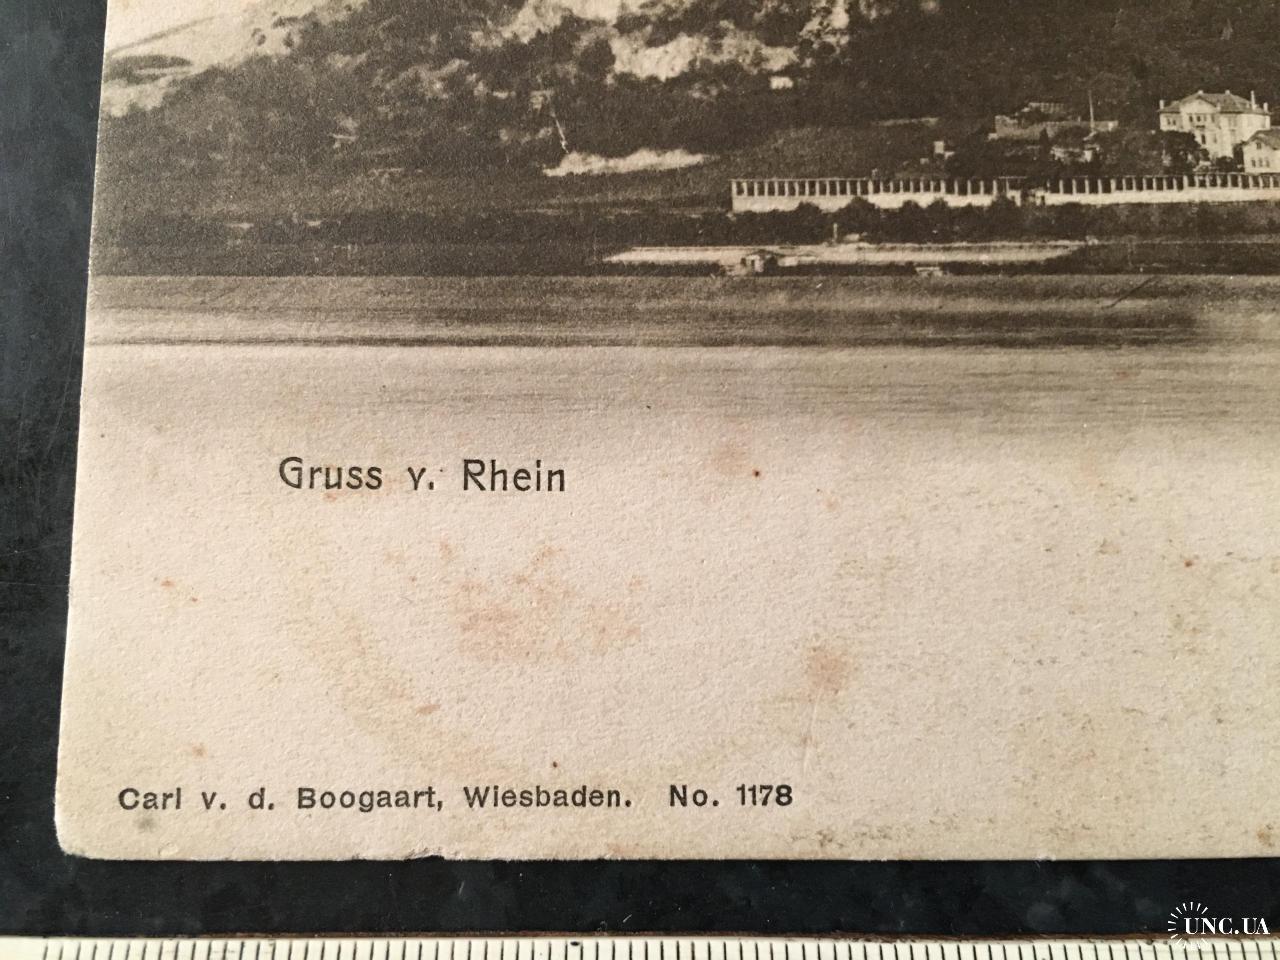 Gruss v. Rhein
Carl v. d. Boogaart, Wiesbaden. No. 1178
UNC.UA